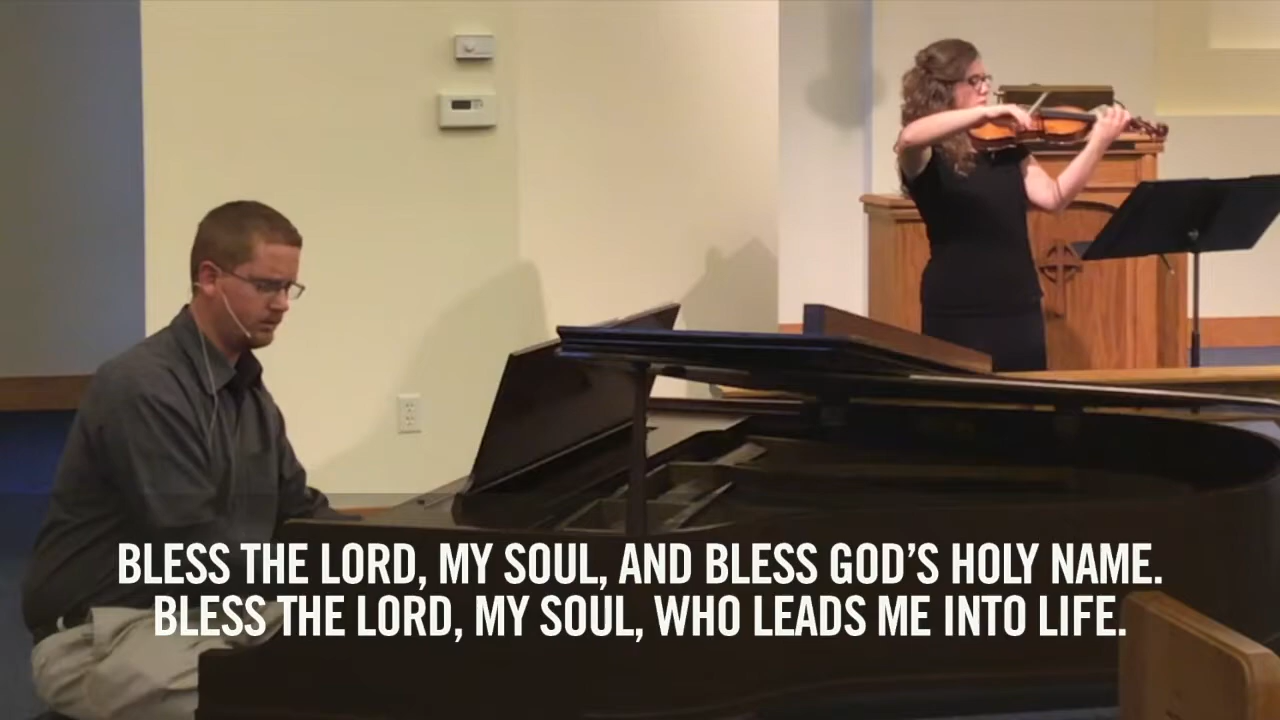 BLESS THE LORD, MY SOUL, AND BLESS GOD’S HOLY NAME.
BLESS THE LORD, MY SOUL, WHO LEADS ME INTO LIFE.